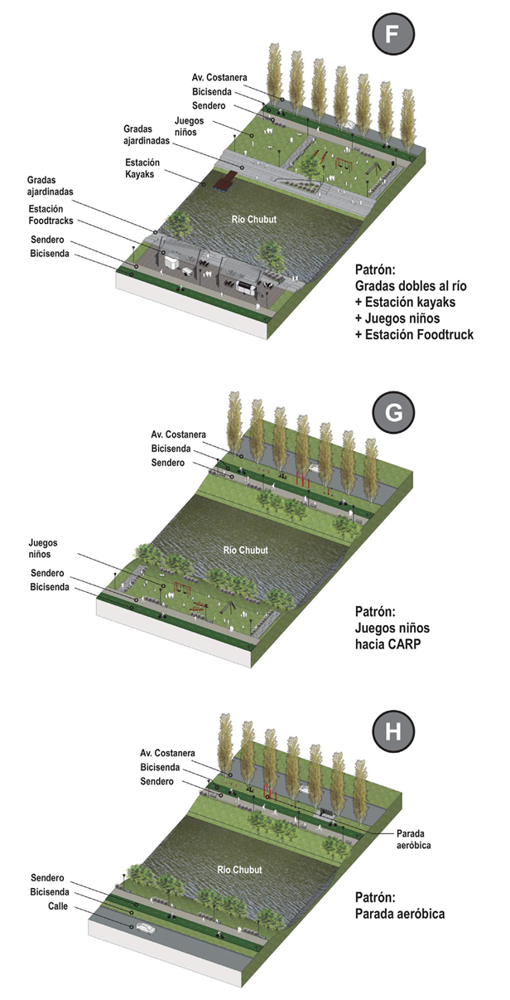 F
Av. Costanera
Bicisenda
Sendero
Juegos
niños
Gradas
ajardinadas
Estación
Kayaks
Gradas
ajardinadas
Estación
Foodtracks
Sendero
Bicisenda
Río Chubut
Patrón:
Gradas dobles al río
+ Estación kayaks
+ Juegos niños
+ Estación Foodtruck
G
Av. Costanera
Bicisenda
Sendero
Río Chubut
Juegos
niños
Sendero
Bicisenda
Patrón:
Juegos niños
hacia CARP
H
Av. Costanera
Bicisenda
Sendero
Parada
aeróbica
Río Chubut
Sendero
Bicisenda
Calle
Patrón:
Parada aeróbica